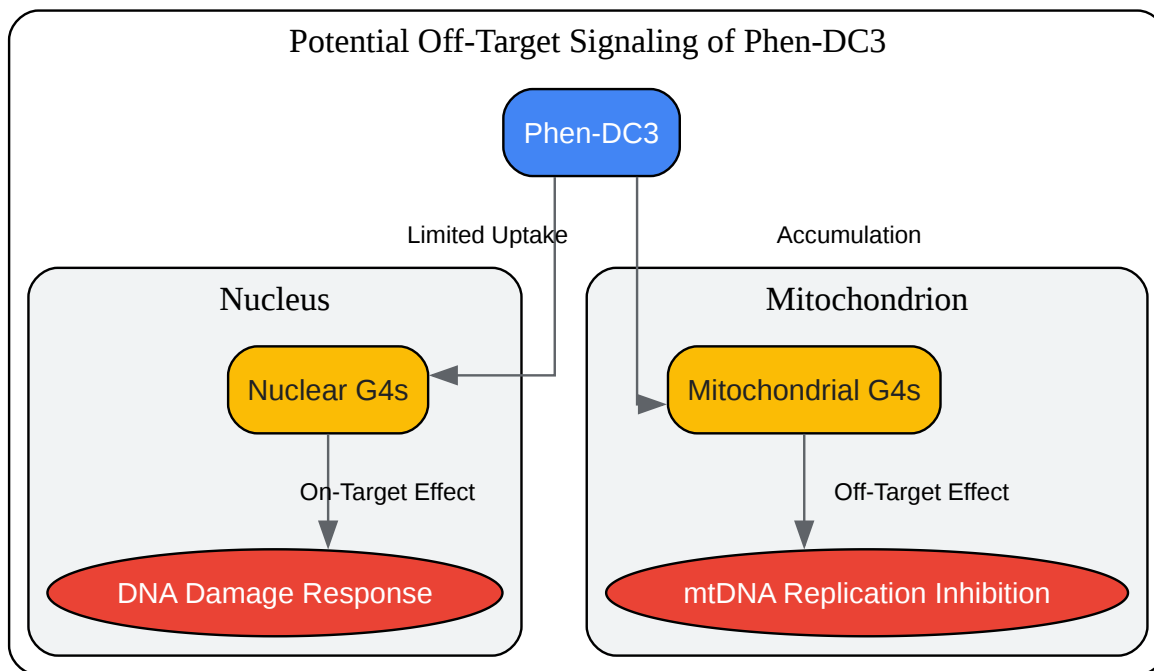 Potential Off-Target Signaling of Phen-DC3
Phen-DC3
Limited Uptake
Accumulation
Nucleus
Mitochondrion
Nuclear G4s
Mitochondrial G4s
On-Target Effect
Off-Target Effect
DNA Damage Response
mtDNA Replication Inhibition